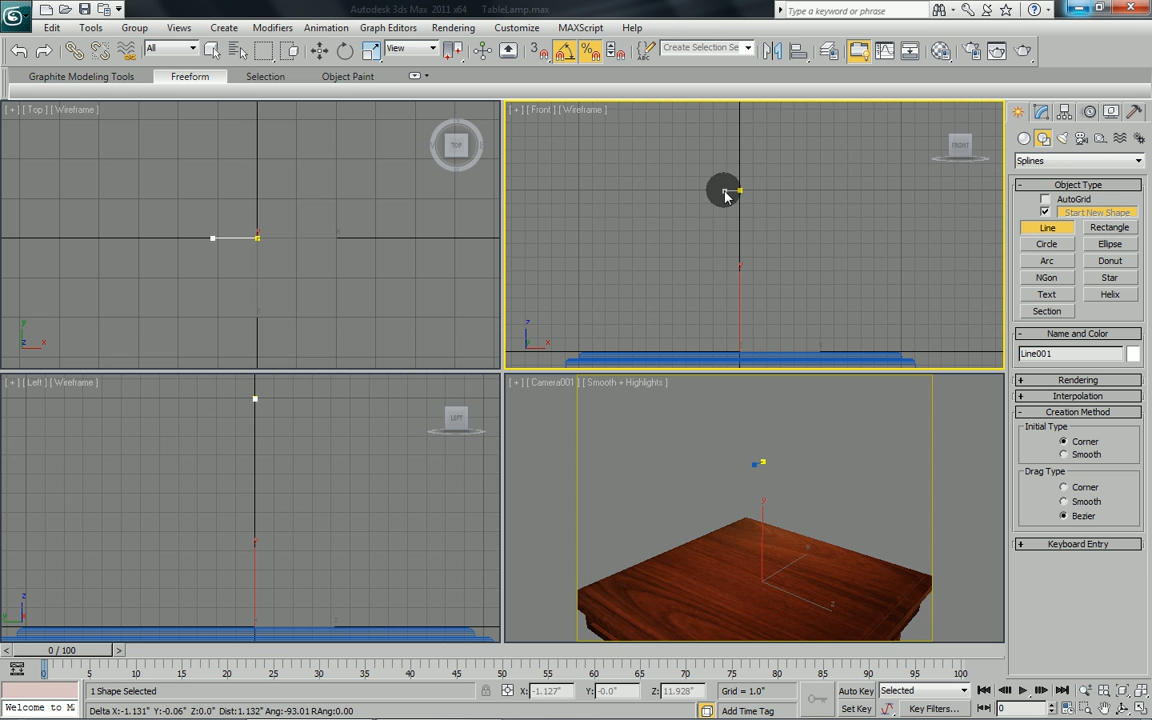 Autodesk 3ds Max 2011 x64 TableLamp.max
Type a keyword or phrase
Edit Tools Group Views Create Modifiers Animation Graph Editors Rendering Customize MAXScript Help
All View 3 Create Selection Se
Graphite Modeling Tools Freeform Selection Object Paint
[ + ] [ Top ] [ Wireframe ]
TOP
[ + ] [ Front ] [ Wireframe ]
FRONT
[ + ] [ Left ] [ Wireframe ]
LEFT
[ + ] [ Camera001 ] [ Smooth + Highlights ]
Splines
- Object Type
AutoGrid
Start New Shape
Line Rectangle
Circle Ellipse
Arc Donut
NGon Star
Text Helix
Section
- Name and Color
Line001
+ Rendering
+ Interpolation
- Creation Method
Initial Type
Corner
Smooth
Drag Type
Corner
Smooth
Bezier
+ Keyboard Entry
< 0 / 100 >
0 5 10 15 20 25 30 35 40 45 50 55 60 65 70 75 80 85 90 95 100
1 Shape Selected X: -1.127" Y: -0.0" Z: 11.928" Grid = 1.0" Auto Key Selected
Welcome to M
Delta X:-1.131" Y:-0.06" Z:0.0" Dist:1.132" Ang:-93.01 RAng:0.00 Add Time Tag Set Key Key Filters... 0